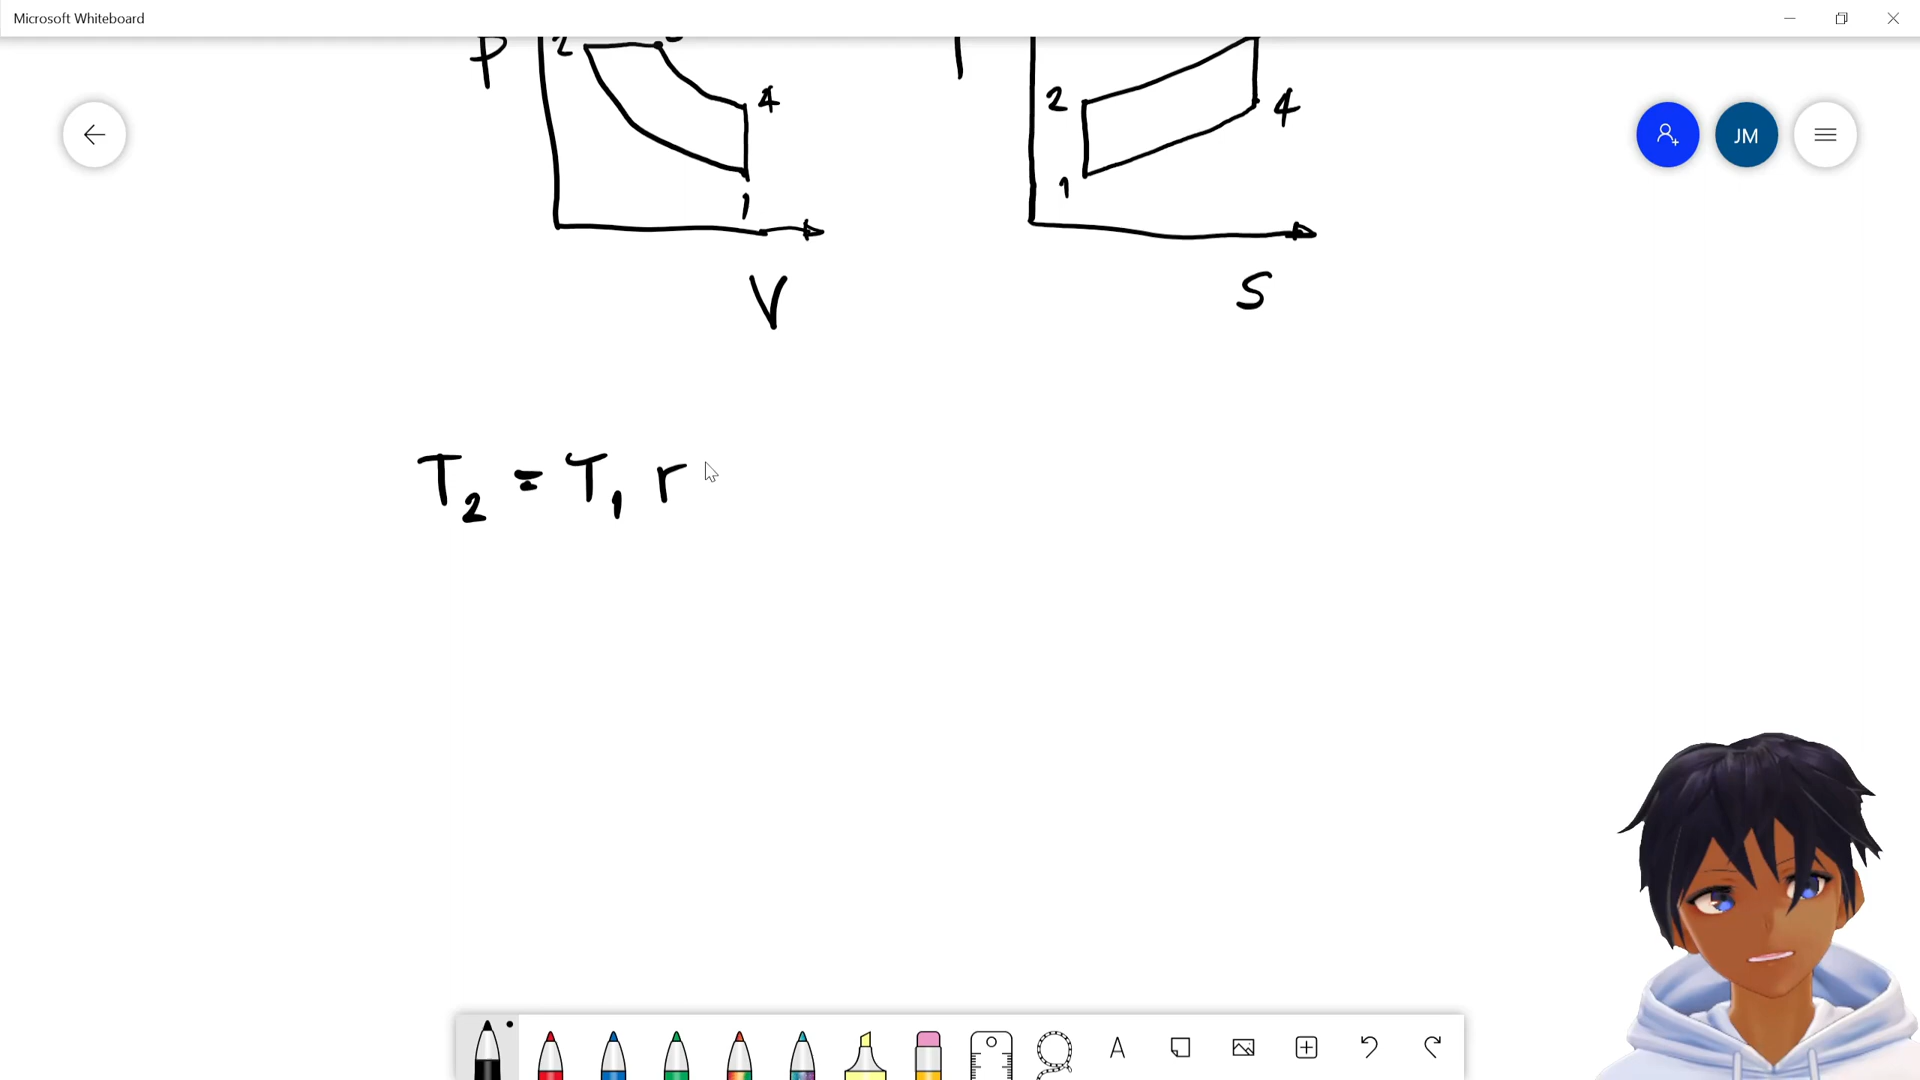 Microsoft Whiteboard
P
2
4
1
V
2
4
1
S
JM
T₂ = T₁ r
A